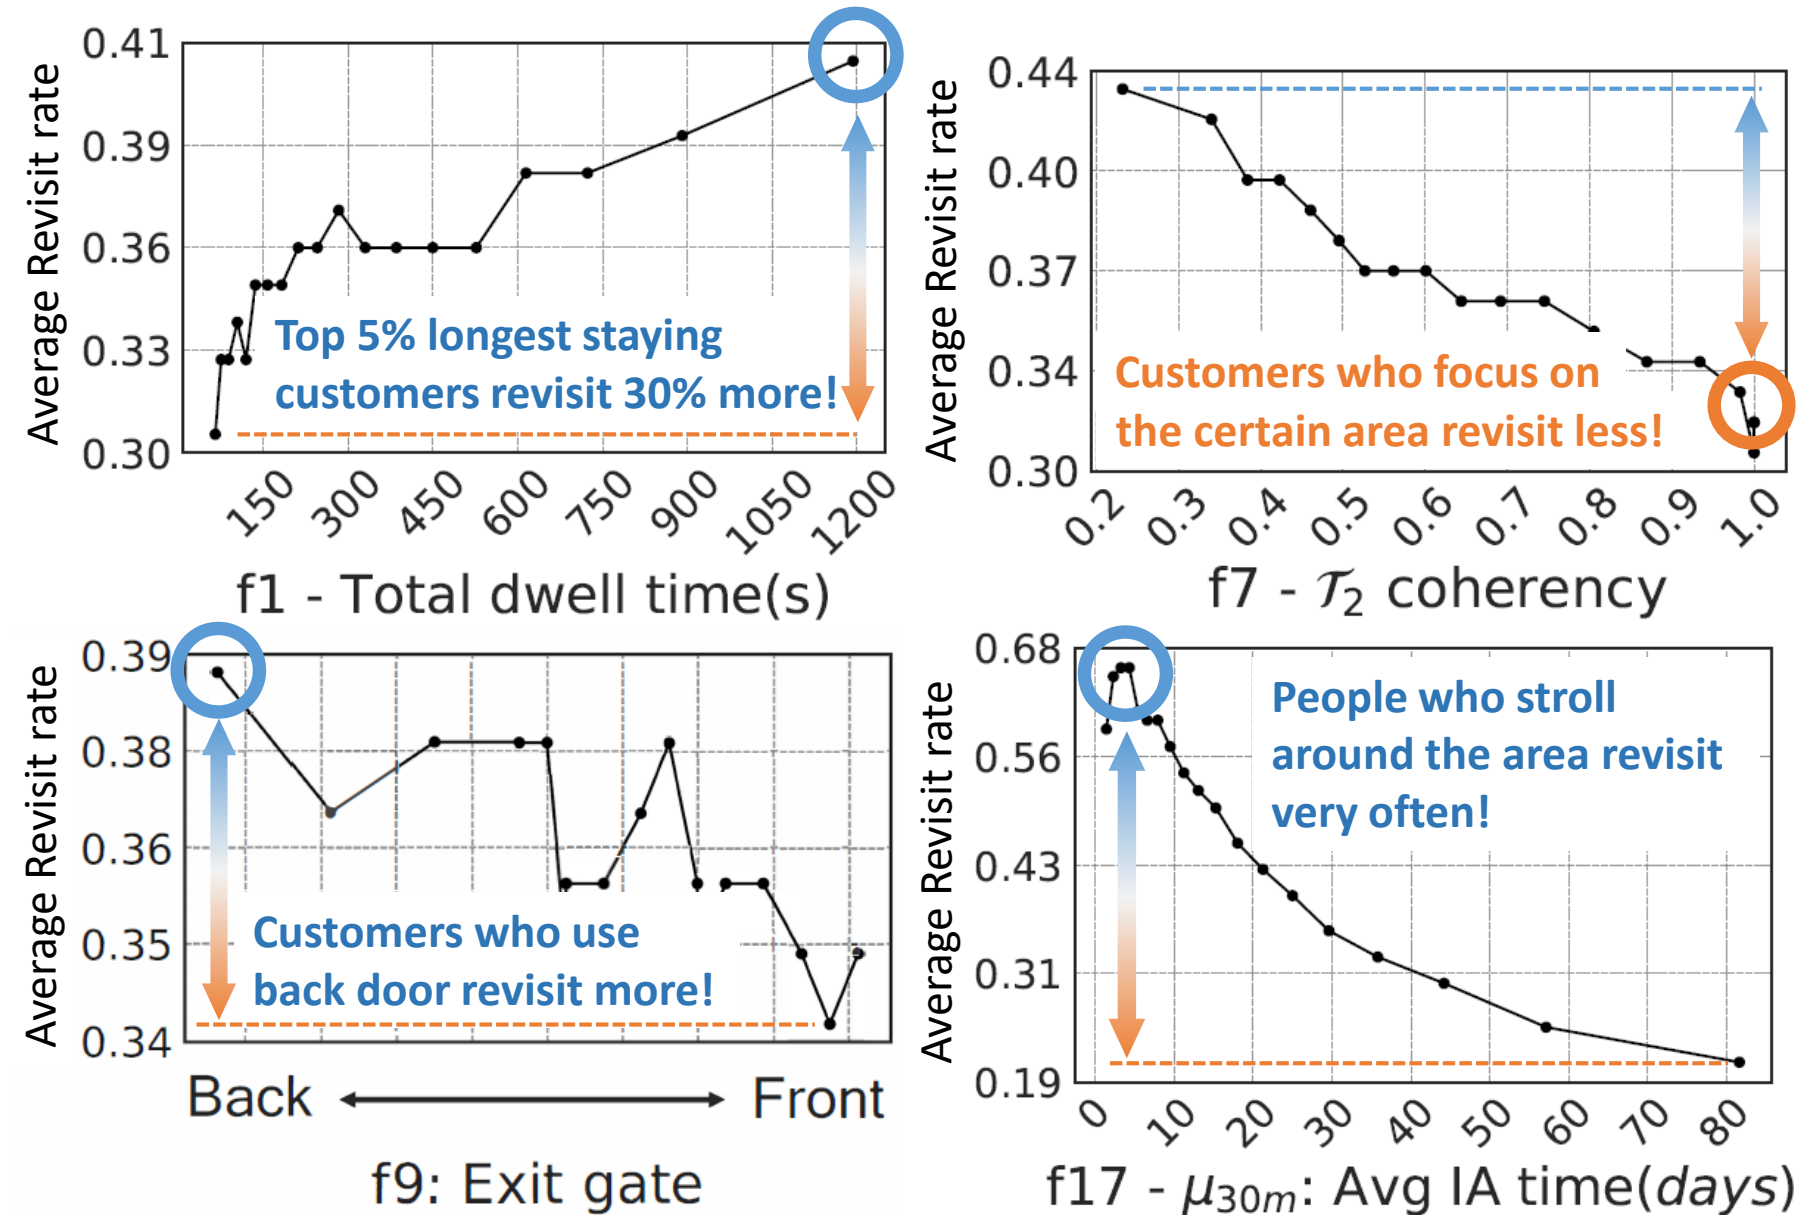 Average Revisit rate
0.41
0.39
0.36
0.33
0.30
Top 5% longest staying
customers revisit 30% more!
150 300 450 600 750 900 1050 1200
f1 - Total dwell time(s)
Average Revisit rate
0.44
0.40
0.37
0.34
0.30
Customers who focus on
the certain area revisit less!
0.2 0.3 0.4 0.5 0.6 0.7 0.8 0.9 1.0
f7 - 𝒯₂ coherency
Average Revisit rate
0.39
0.38
0.36
0.35
0.34
Customers who use
back door revisit more!
Back Front
f9: Exit gate
Average Revisit rate
0.68
0.56
0.43
0.31
0.19
People who stroll
around the area revisit
very often!
0 10 20 30 40 50 60 70 80
f17 - μ30m: Avg IA time(days)